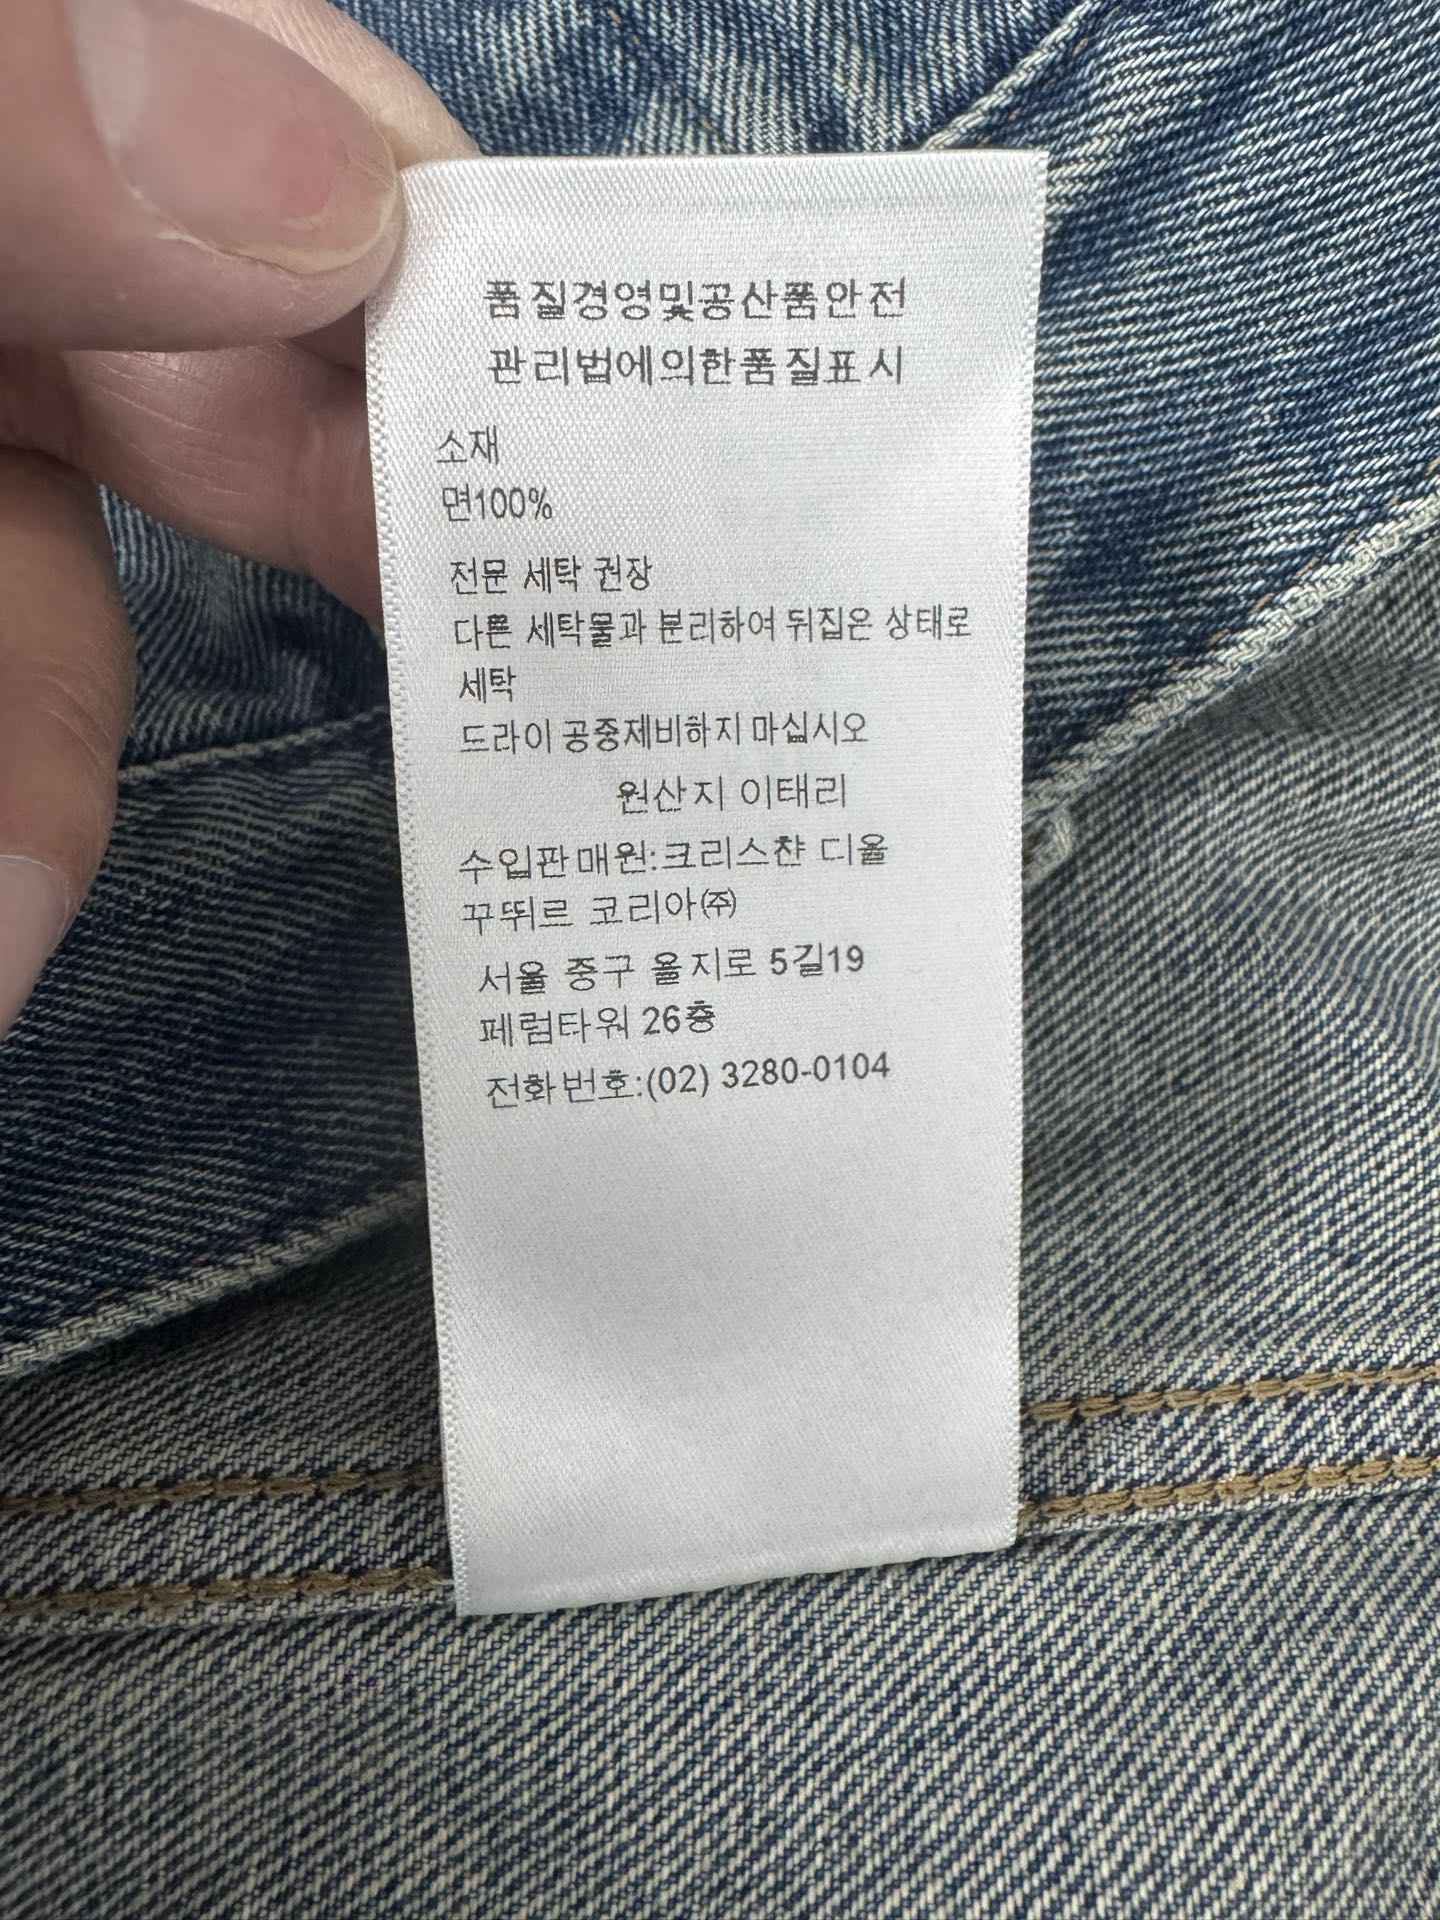 품질경영및공산품안전
관리법에의한품질표시
소재
면100%
전문 세탁 권장
다른 세탁물과 분리하여 뒤집은 상태로
세탁
드라이 공중제비하지 마십시오
원산지 이태리
수입판매원:크리스챤 디올
꾸뛰르 코리아㈜
서울 중구 을지로 5길19
페럼타워 26층
전화번호:(02) 3280-0104